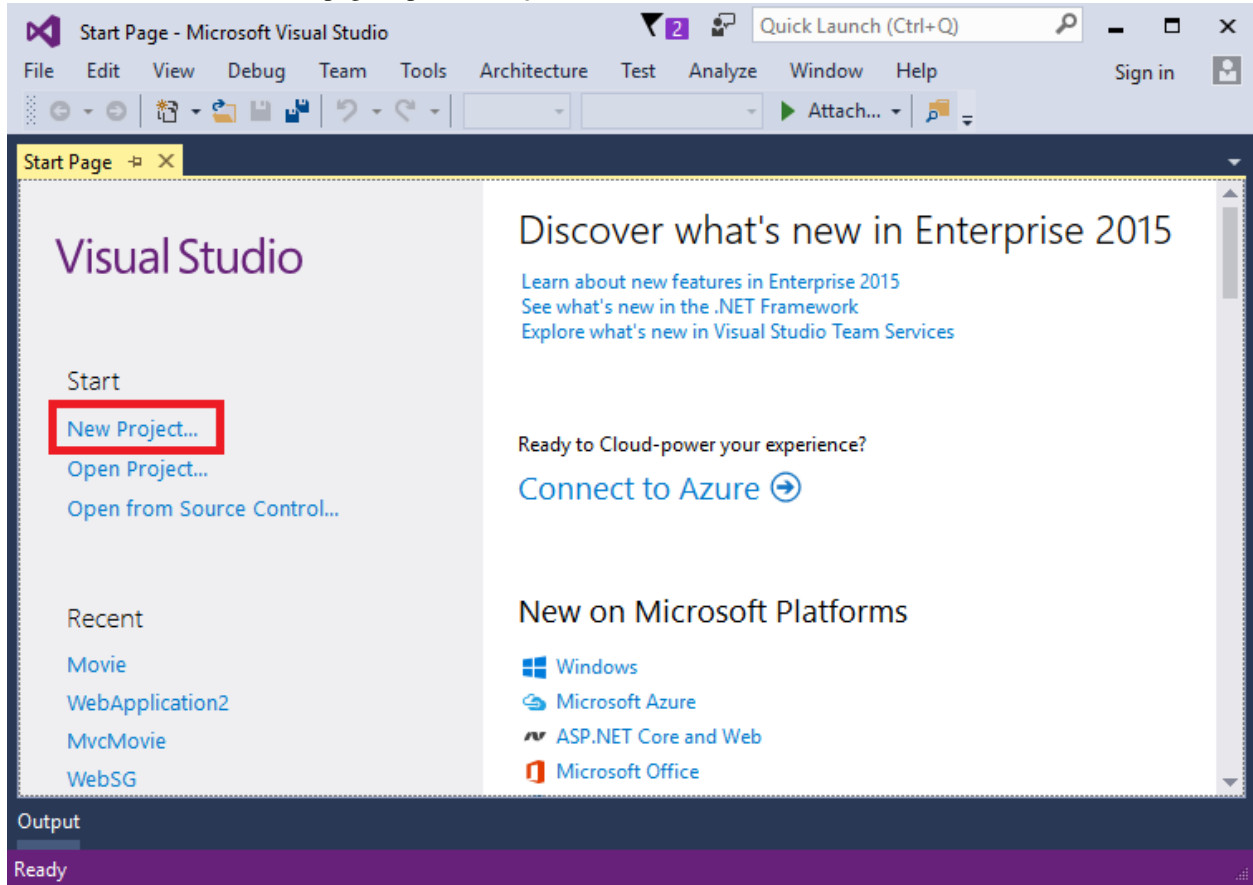 Start Page - Microsoft Visual Studio
2
Quick Launch (Ctrl+Q)
File Edit View Debug Team Tools Architecture Test Analyze Window Help Sign in
Attach...
Start Page
Visual Studio
Start
New Project...
Open Project...
Open from Source Control...
Recent
Movie
WebApplication2
MvcMovie
WebSG
Discover what's new in Enterprise 2015
Learn about new features in Enterprise 2015
See what's new in the .NET Framework
Explore what's new in Visual Studio Team Services
Ready to Cloud-power your experience?
Connect to Azure
New on Microsoft Platforms
Windows
Microsoft Azure
ASP.NET Core and Web
Microsoft Office
Output
Ready